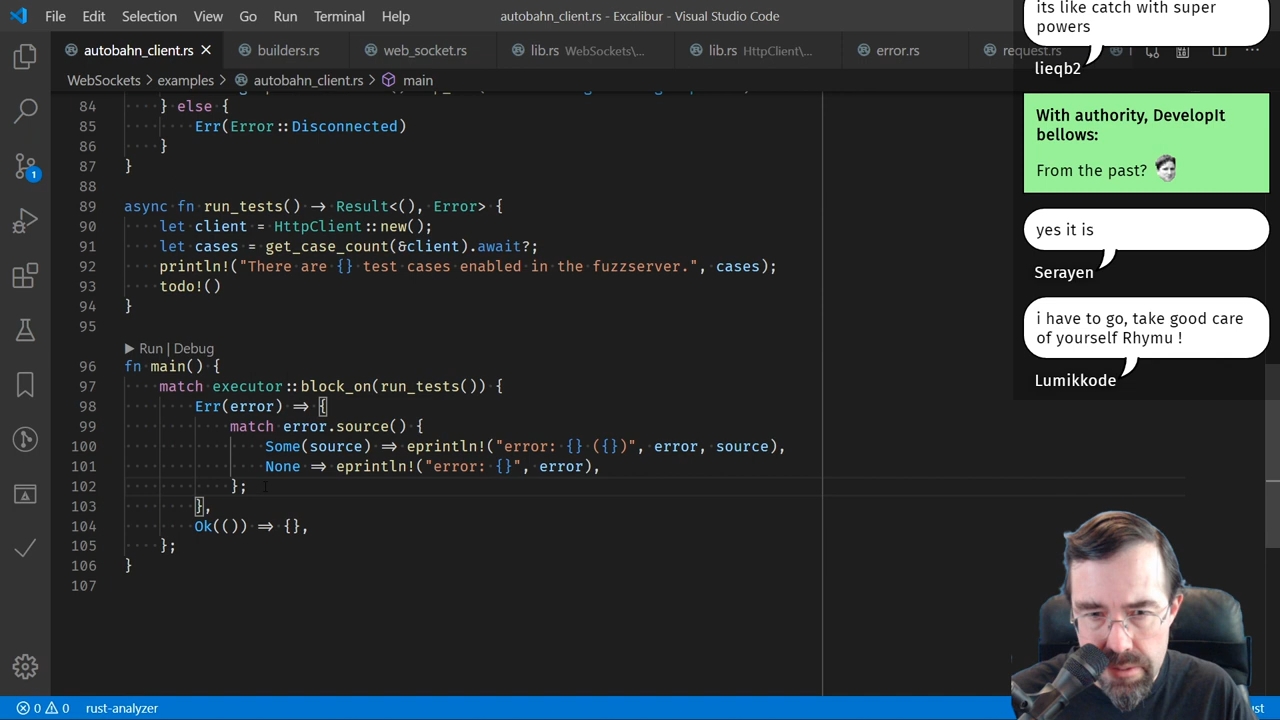 File Edit Selection View Go Run Terminal Help
autobahn_client.rs - Excalibur - Visual Studio Code
autobahn_client.rs
builders.rs
web_socket.rs
lib.rs WebSockets\...
lib.rs HttpClient\...
error.rs
request.rs
WebSockets > examples > autobahn_client.rs > main
84 } else {
85 Err(Error::Disconnected)
86 }
87 }
88
89 async fn run_tests() → Result<(), Error> {
90 let client = HttpClient::new();
91 let cases = get_case_count(&client).await?;
92 println!("There are {} test cases enabled in the fuzzserver.", cases);
93 todo!()
94 }
95
▶ Run | Debug
96 fn main() {
97 match executor::block_on(run_tests()) {
98 Err(error) ⇒ {
99 match error.source() {
100 Some(source) ⇒ eprintln!("error: {} ({})", error, source),
101 None ⇒ eprintln!("error: {}", error),
102 };
103 },
104 Ok(()) ⇒ {},
105 };
106 }
107
its like catch with super
powers
lieqb2
With authority, DevelopIt
bellows:
From the past?
yes it is
Serayen
i have to go, take good care
of yourself Rhymu !
Lumikkode
1
0 0 rust-analyzer